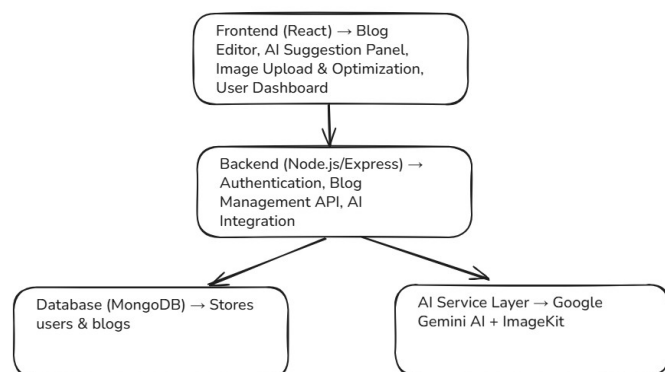 Frontend (React) → Blog
Editor, AI Suggestion Panel,
Image Upload & Optimization,
User Dashboard
Backend (Node.js/Express) →
Authentication, Blog
Management API, AI
Integration
Database (MongoDB) → Stores
users & blogs
AI Service Layer → Google
Gemini AI + ImageKit